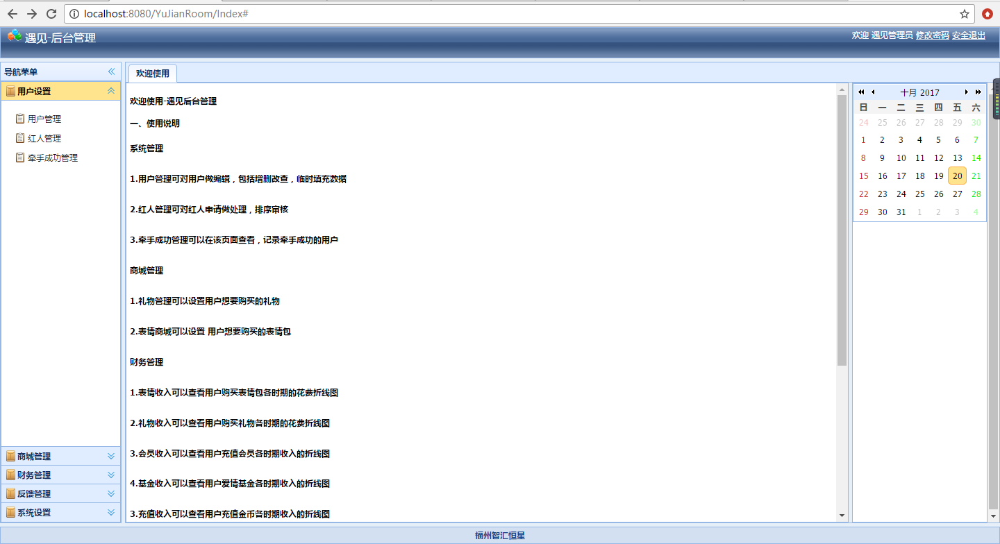 localhost:8080/YuJianRoom/Index#
遇见-后台管理
欢迎 遇见管理员 修改密码 安全退出
导航菜单
用户设置
用户管理
红人管理
牵手成功管理
商城管理
财务管理
反馈管理
系统设置
欢迎使用
欢迎使用-遇见后台管理
一、使用说明
系统管理
1.用户管理可对用户做编辑，包括增删改查，临时填充数据
2.红人管理可对红人申请做处理，排序审核
3.牵手成功管理可以在该页面查看，记录牵手成功的用户
商城管理
1.礼物管理可以设置用户想要购买的礼物
2.表情商城可以设置 用户想要购买的表情包
财务管理
1.表情收入可以查看用户购买表情包各时期的花费折线图
2.礼物收入可以查看用户购买礼物各时期的花费折线图
3.会员收入可以查看用户充值会员各时期收入的折线图
4.基金收入可以查看用户爱情基金各时期收入的折线图
3.充值收入可以查看用户充值金币各时期收入的折线图
十月 2017
日 一 二 三 四 五 六
24 25 26 27 28 29 30
1 2 3 4 5 6 7
8 9 10 11 12 13 14
15 16 17 18 19 20 21
22 23 24 25 26 27 28
29 30 31 1 2 3 4
福州智汇恒星